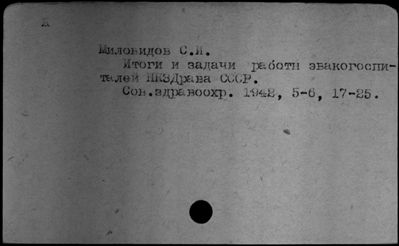 Миловидов С.И.
Итоги и задачи работы эвакогоспи-
талей НКЗДрава СССР.
Сов.здравоохр. 1942, 5-6, 17-25.